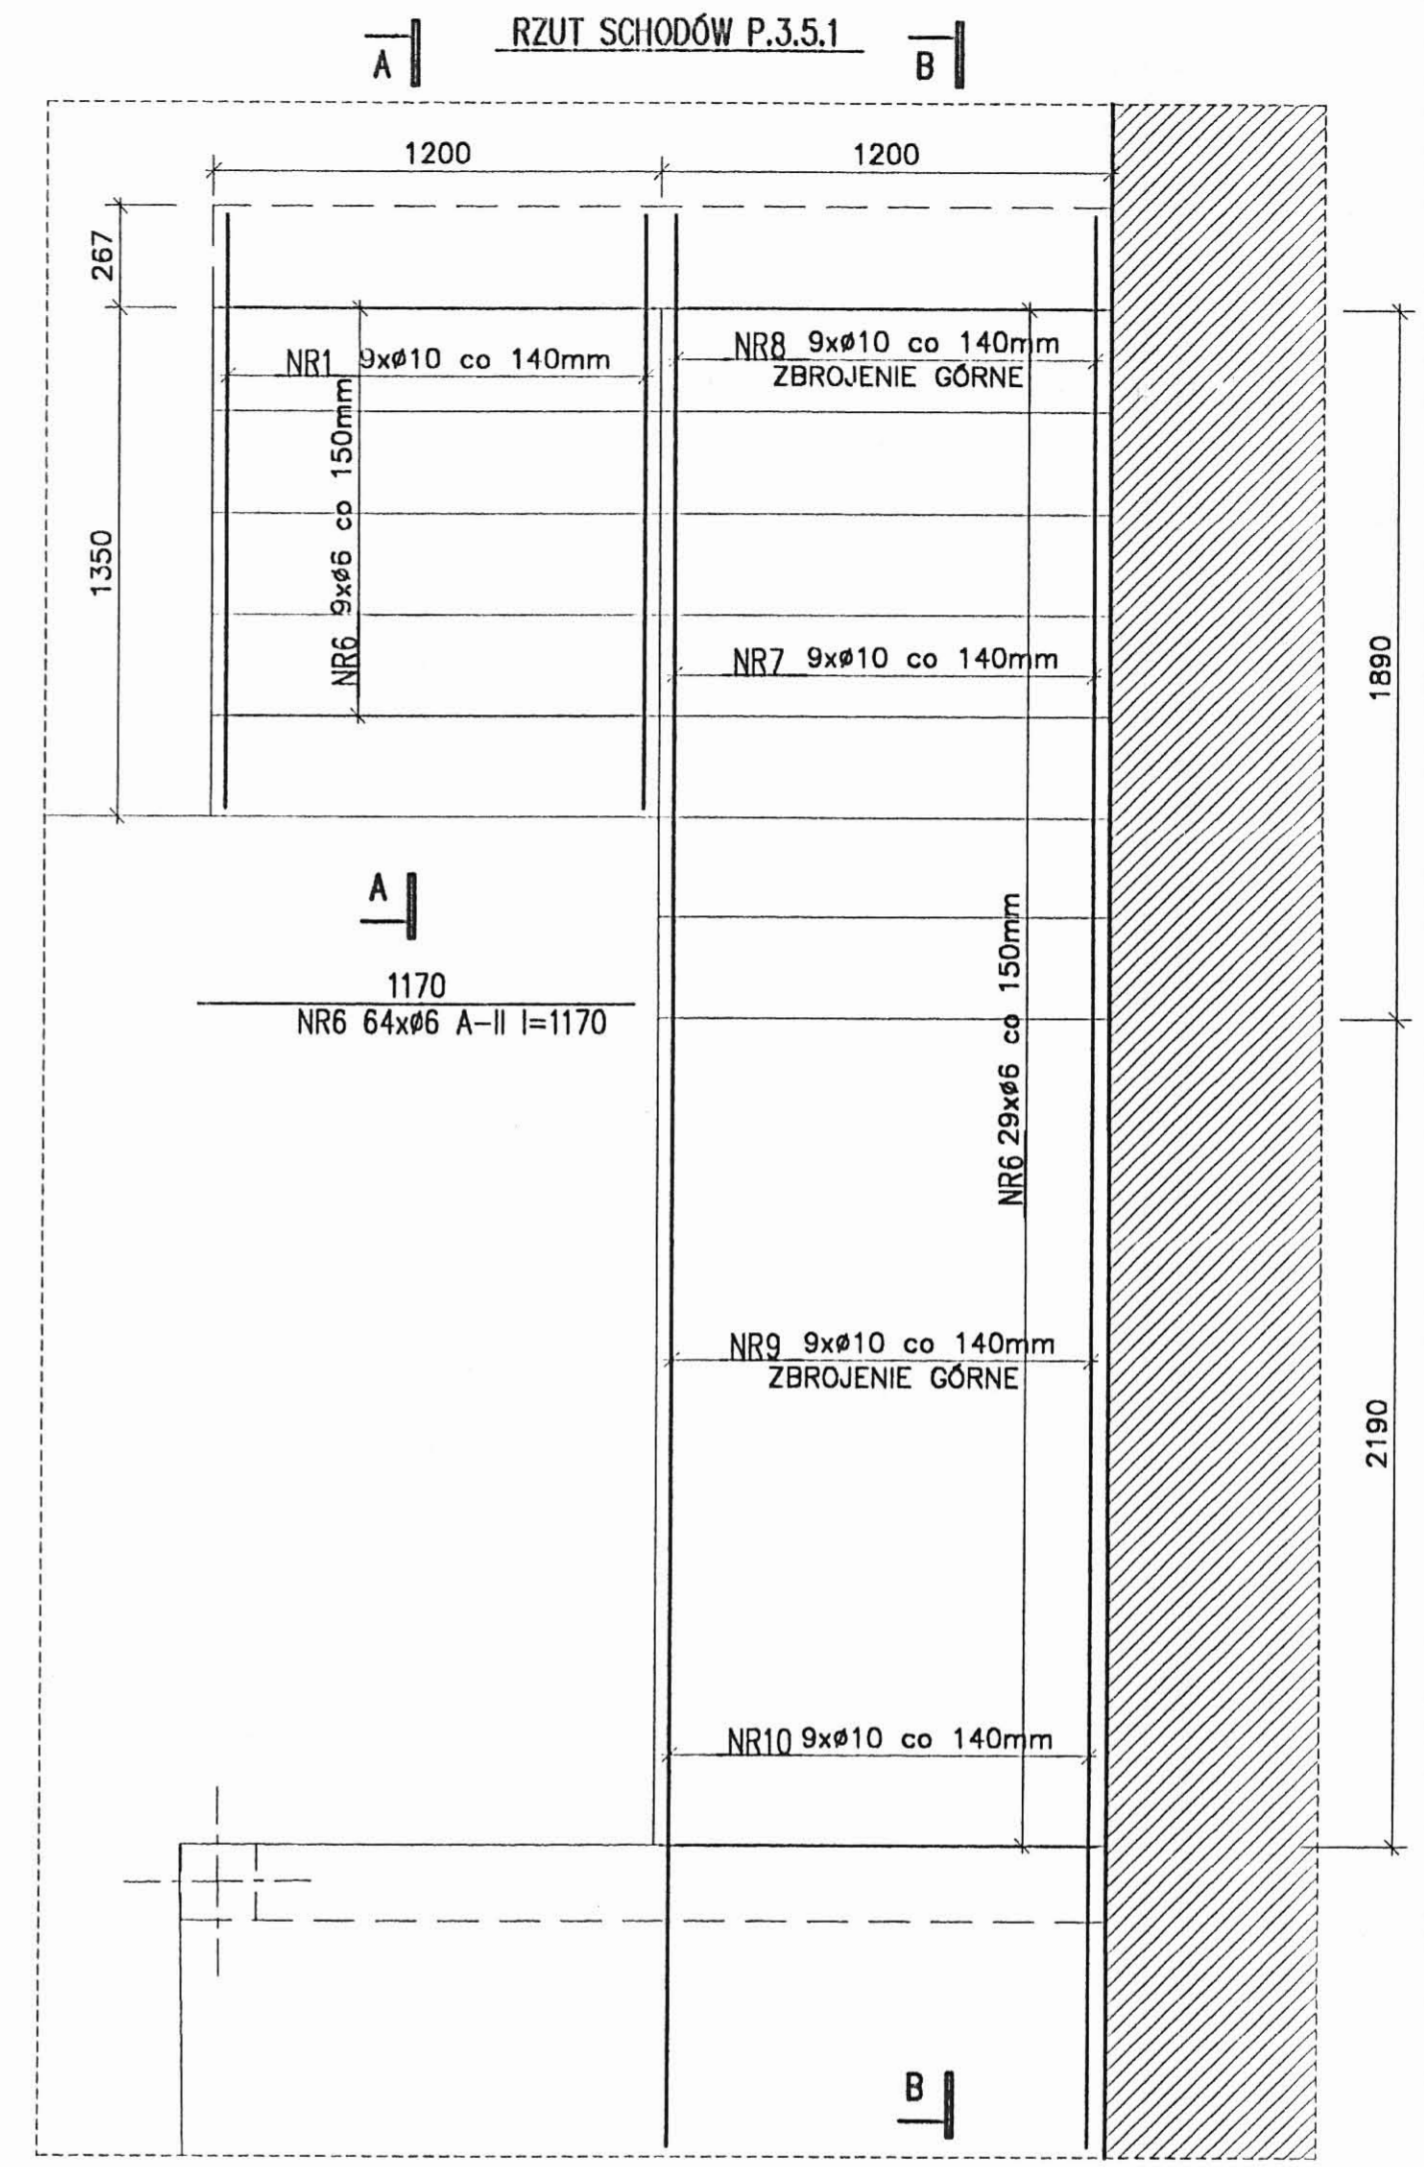 RZUT SCHODÓW P.3.5.1
A
B
1200
1200
267
NR1 9xø10 co 140mm
NR8 9xø10 co 140mm
ZBROJENIE GÓRNE
NR6 9xø6 co 150mm
1350
NR7 9xø10 co 140mm
1890
A
1170
NR6 64xø6 A-II l=1170
NR6 29xø6 co 150mm
NR9 9xø10 co 140mm
ZBROJENIE GÓRNE
2190
NR10 9xø10 co 140mm
B